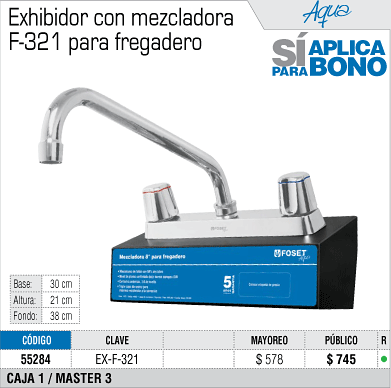 Exhibidor con mezcladora
F-321 para fregadero
Aqua
SÍ APLICA
PARA BONO
Mezcladora 8" para fregadero
FOSET
Aqua
5
Base: 30 cm
Altura: 21 cm
Fondo: 38 cm
CÓDIGO CLAVE MAYOREO PÚBLICO R
55284 EX-F-321 $ 578 $ 745
CAJA 1 / MASTER 3